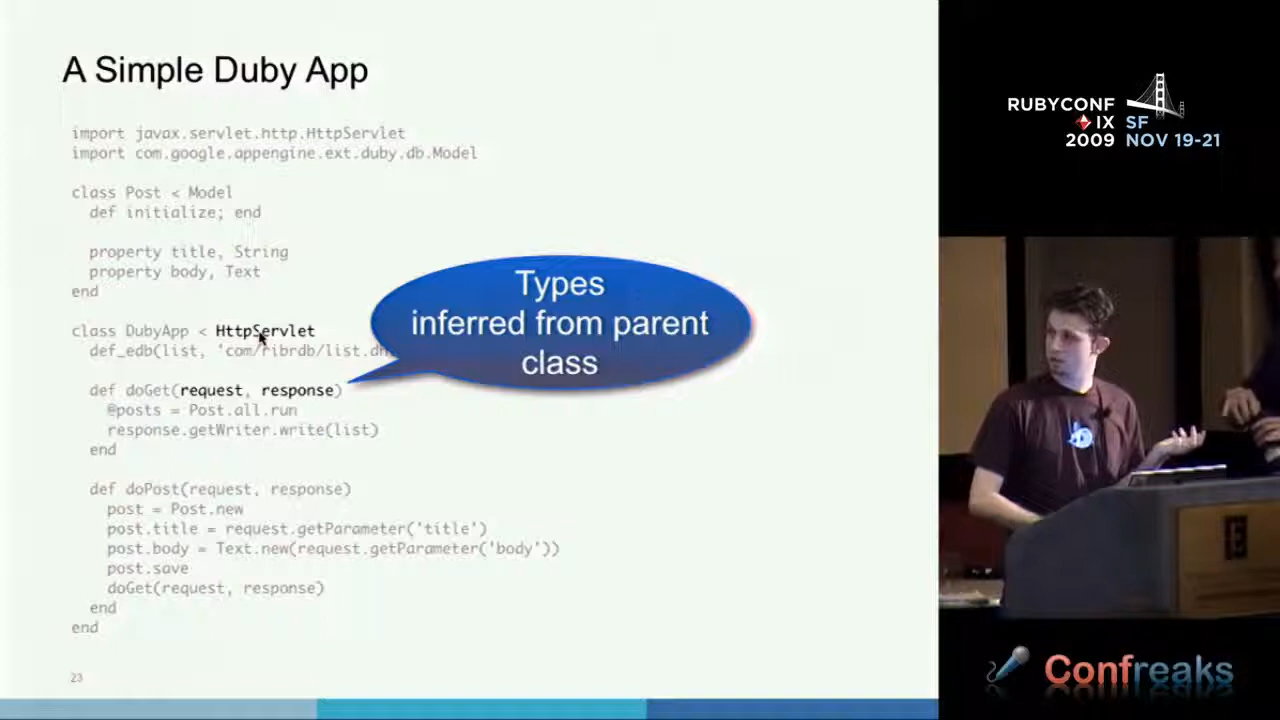 A Simple Duby App
import javax.servlet.http.HttpServlet
import com.google.appengine.ext.duby.db.Model
class Post < Model
def initialize; end
property title, String
property body, Text
end
class DubyApp < HttpServlet
def_edb(list, 'com/ribrdb/list.dh
def doGet(request, response)
@posts = Post.all.run
response.getWriter.write(list)
end
def doPost(request, response)
post = Post.new
post.title = request.getParameter('title')
post.body = Text.new(request.getParameter('body'))
post.save
doGet(request, response)
end
end
Types
inferred from parent
class
23
RUBYCONF
IX SF
2009 NOV 19-21
Confreaks